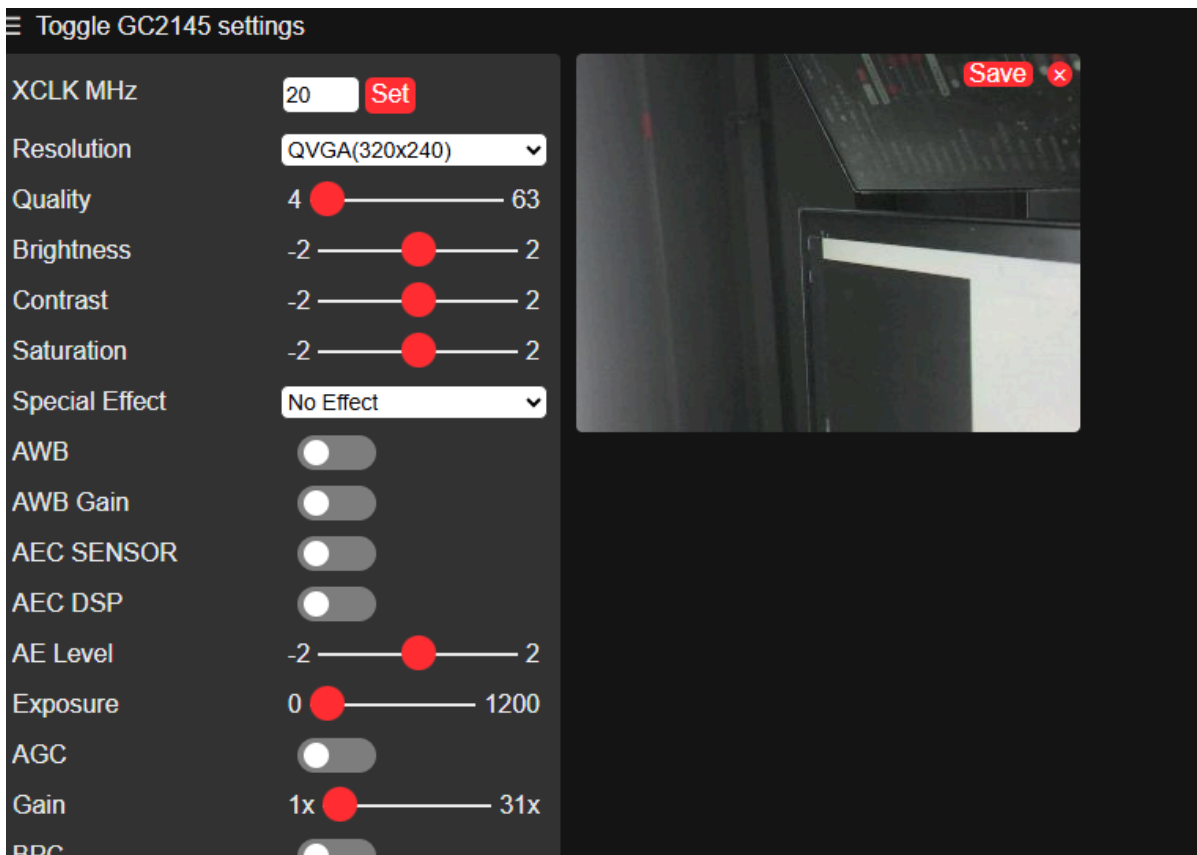 ☰ Toggle GC2145 settings
XCLK MHz 20 Set
Resolution QVGA(320x240)
Quality 4 63
Brightness -2 2
Contrast -2 2
Saturation -2 2
Special Effect No Effect
AWB
AWB Gain
AEC SENSOR
AEC DSP
AE Level -2 2
Exposure 0 1200
AGC
Gain 1x 31x
BPC
Save ×